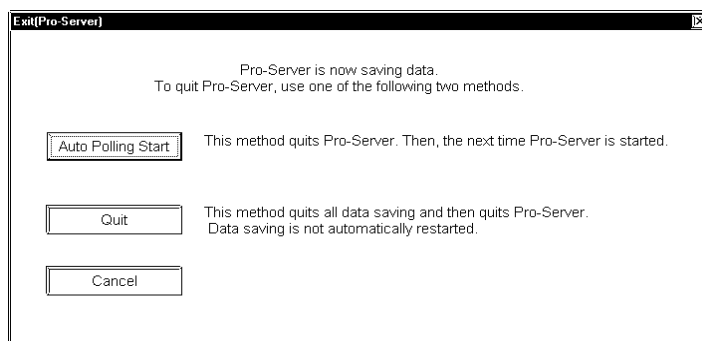 Exit(Pro-Server)
Pro-Server is now saving data.
To quit Pro-Server, use one of the following two methods.
Auto Polling Start
This method quits Pro-Server. Then, the next time Pro-Server is started.
Quit
This method quits all data saving and then quits Pro-Server.
Data saving is not automatically restarted.
Cancel